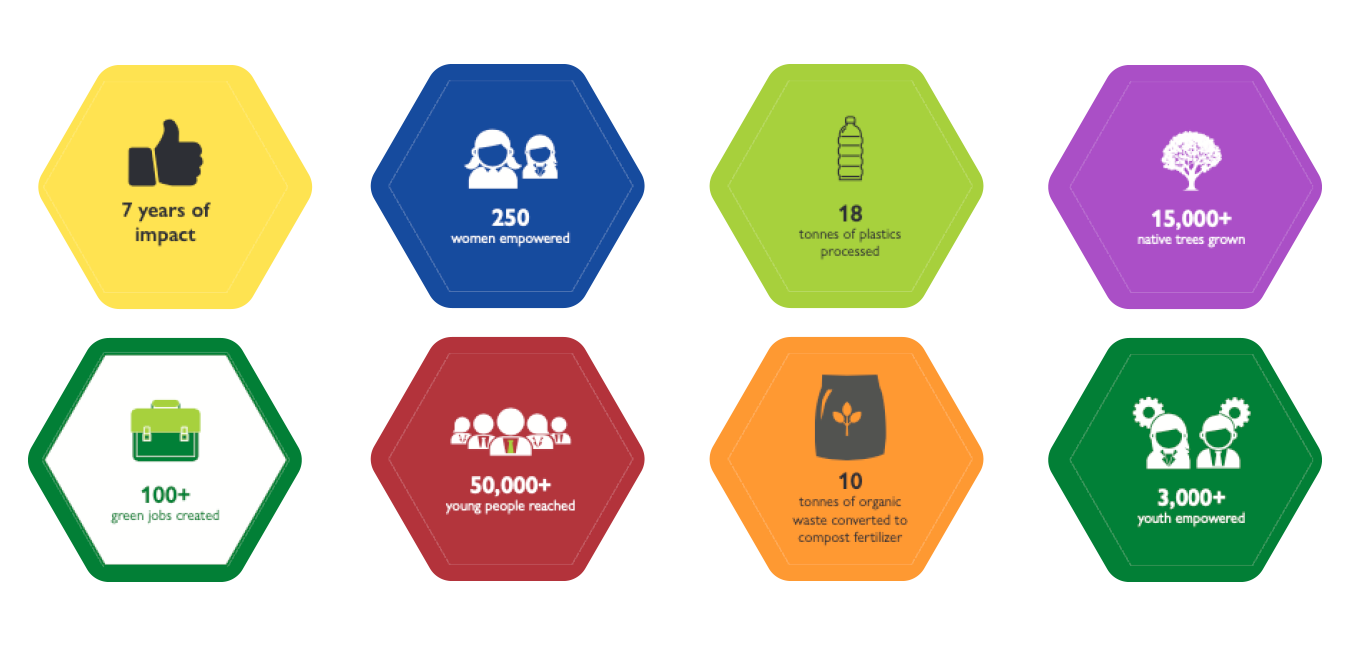 7 years of
impact
250
women empowered
18
tonnes of plastics
processed
15,000+
native trees grown
100+
green jobs created
50,000+
young people reached
10
tonnes of organic
waste converted to
compost fertilizer
3,000+
youth empowered